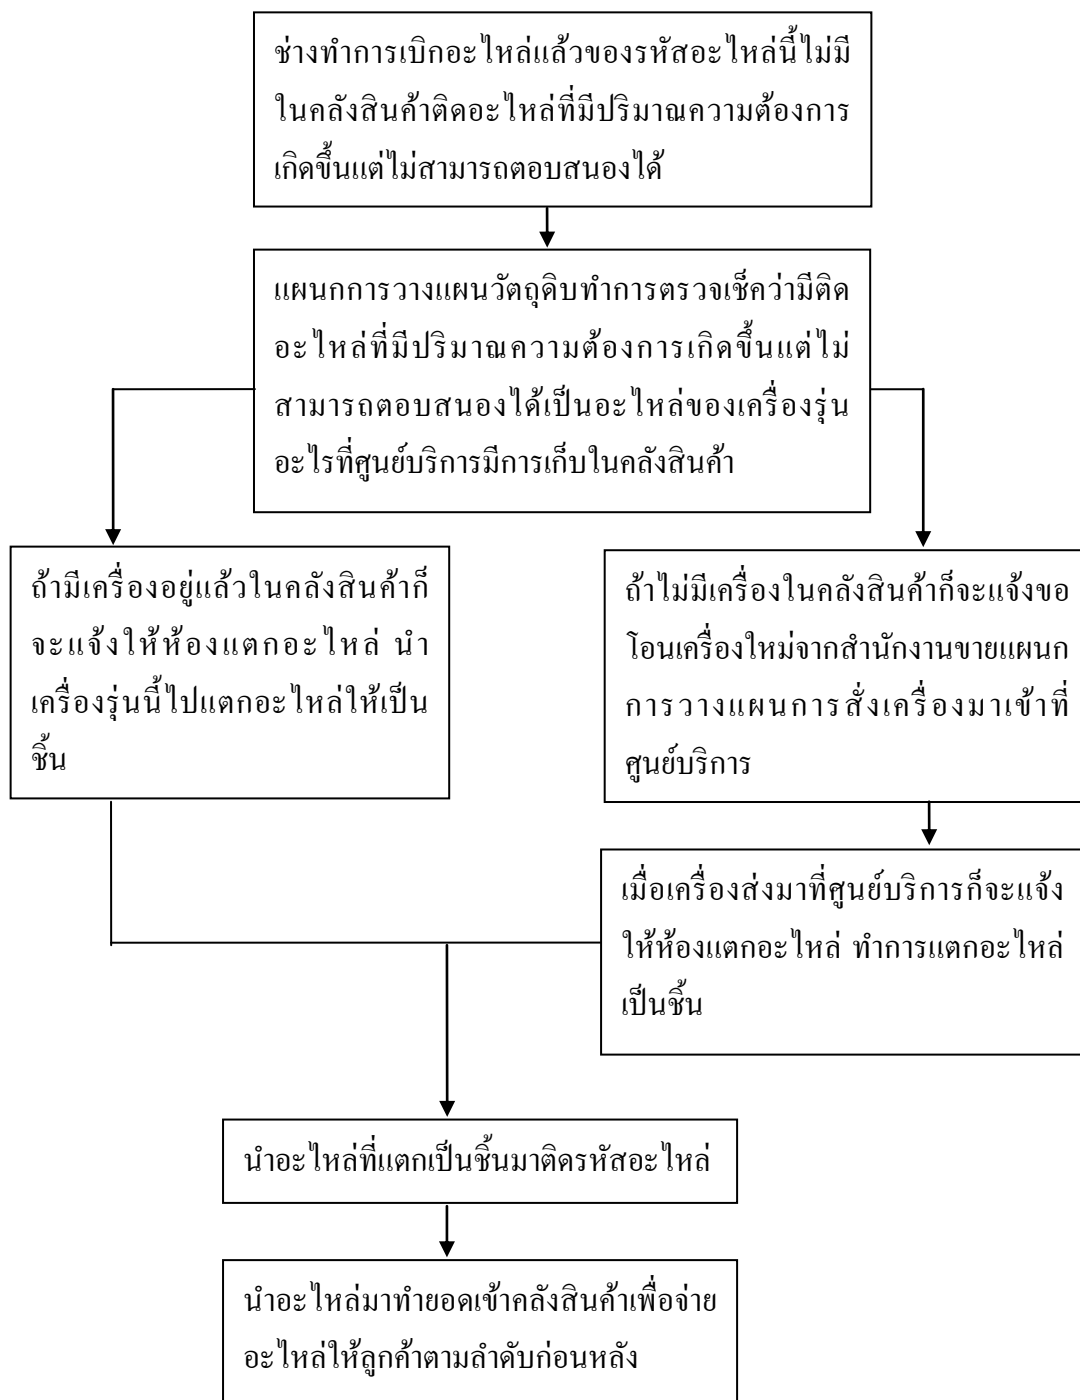 ช่างทำการเบิกอะไหล่แล้วของรหัสอะไหล่นี้ไม่มี
ในคลังสินค้าติดอะไหล่ที่มีปริมาณความต้องการ
เกิดขึ้นแต่ไม่สามารถตอบสนองได้
แผนกการวางแผนวัตถุดิบทำการตรวจเช็คว่ามีติด
อะไหล่ที่มีปริมาณความต้องการเกิดขึ้นแต่ไม่
สามารถตอบสนองได้เป็นอะไหล่ของเครื่องรุ่น
อะไรที่ศูนย์บริการมีการเก็บในคลังสินค้า
ถ้ามีเครื่องอยู่แล้วในคลังสินค้าก็
จะแจ้งให้ห้องแตกอะไหล่ นำ
เครื่องรุ่นนี้ไปแตกอะไหล่ให้เป็น
ชิ้น
ถ้าไม่มีเครื่องในคลังสินค้าก็จะแจ้งขอ
โอนเครื่องใหม่จากสำนักงานขายแผนก
การวางแผนการสั่งเครื่องมาเข้าที่
ศูนย์บริการ
เมื่อเครื่องส่งมาที่ศูนย์บริการก็จะแจ้ง
ให้ห้องแตกอะไหล่ ทำการแตกอะไหล่
เป็นชิ้น
นำอะไหล่ที่แตกเป็นชิ้นมาติดรหัสอะไหล่
นำอะไหล่มาทำยอดเข้าคลังสินค้าเพื่อจ่าย
อะไหล่ให้ลูกค้าตามลำดับก่อนหลัง